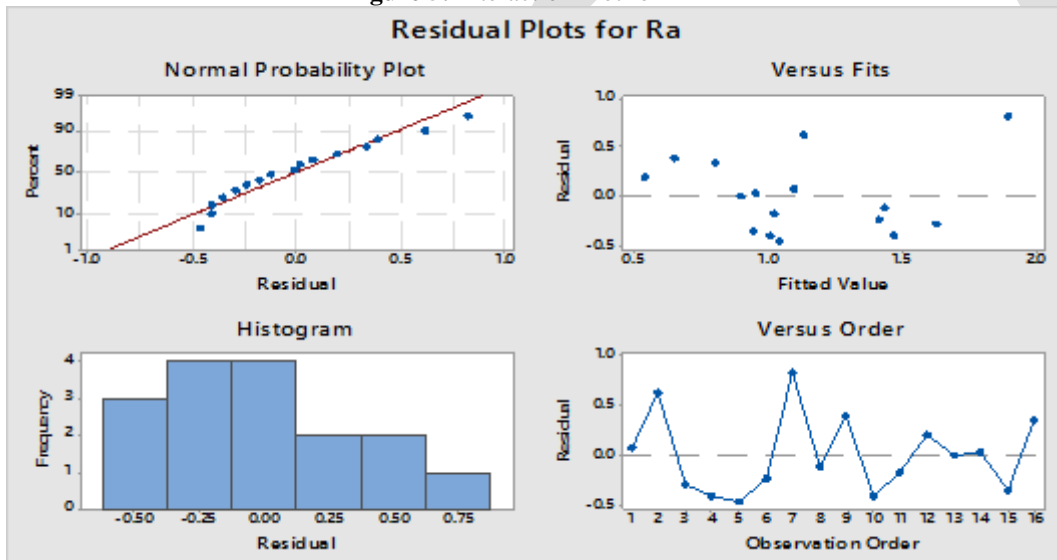 Residual Plots for Ra
Normal Probability Plot
99
90
50
10
1
Percent
-1.0 -0.5 0.0 0.5 1.0
Residual
Versus Fits
1.0
0.5
0.0
-0.5
Residual
0.5 1.0 1.5 2.0
Fitted Value
Histogram
4
3
2
1
0
Frequency
-0.50 -0.25 0.00 0.25 0.50 0.75
Residual
Versus Order
1.0
0.5
0.0
-0.5
Residual
1 2 3 4 5 6 7 8 9 10 11 12 13 14 15 16
Observation Order